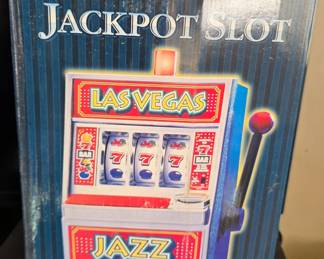 JACKPOT SLOT
LAS VEGAS
7 7 7
BAR
BAR
JAZZ